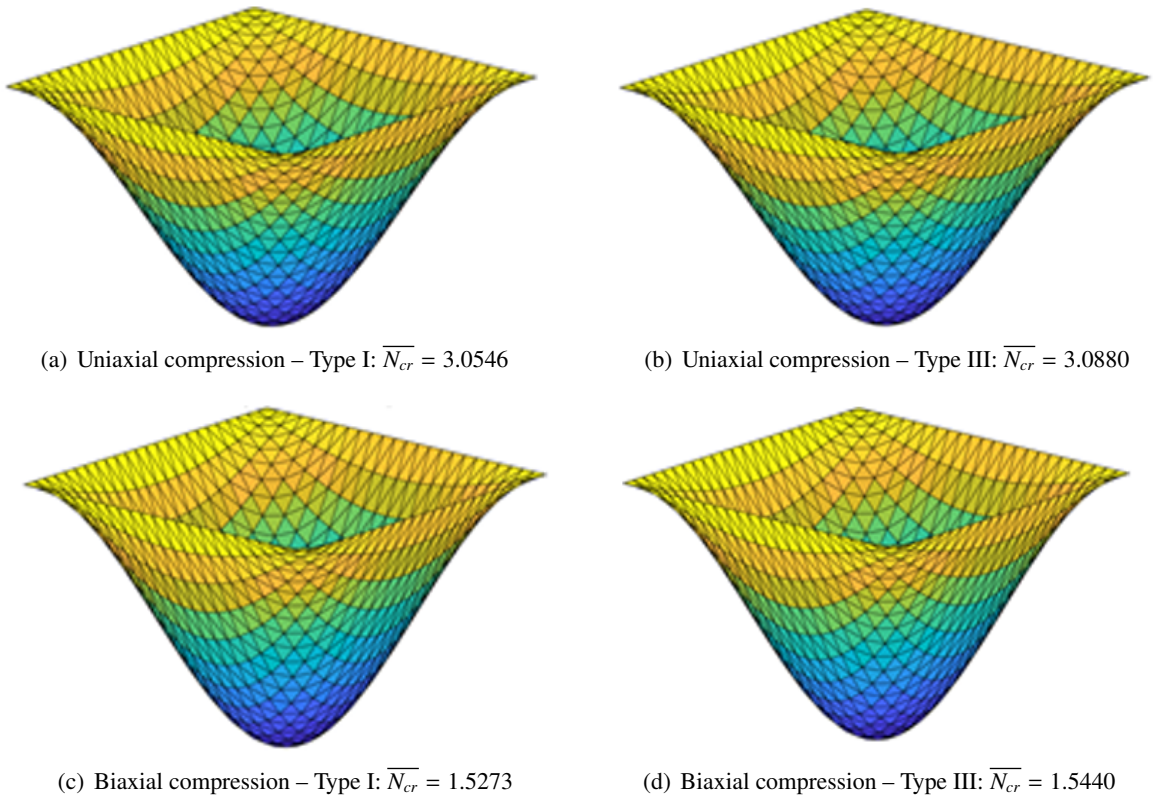 (a) Uniaxial compression – Type I: $\overline{N_{cr}}$ = 3.0546
(b) Uniaxial compression – Type III: $\overline{N_{cr}}$ = 3.0880
(c) Biaxial compression – Type I: $\overline{N_{cr}}$ = 1.5273
(d) Biaxial compression – Type III: $\overline{N_{cr}}$ = 1.5440